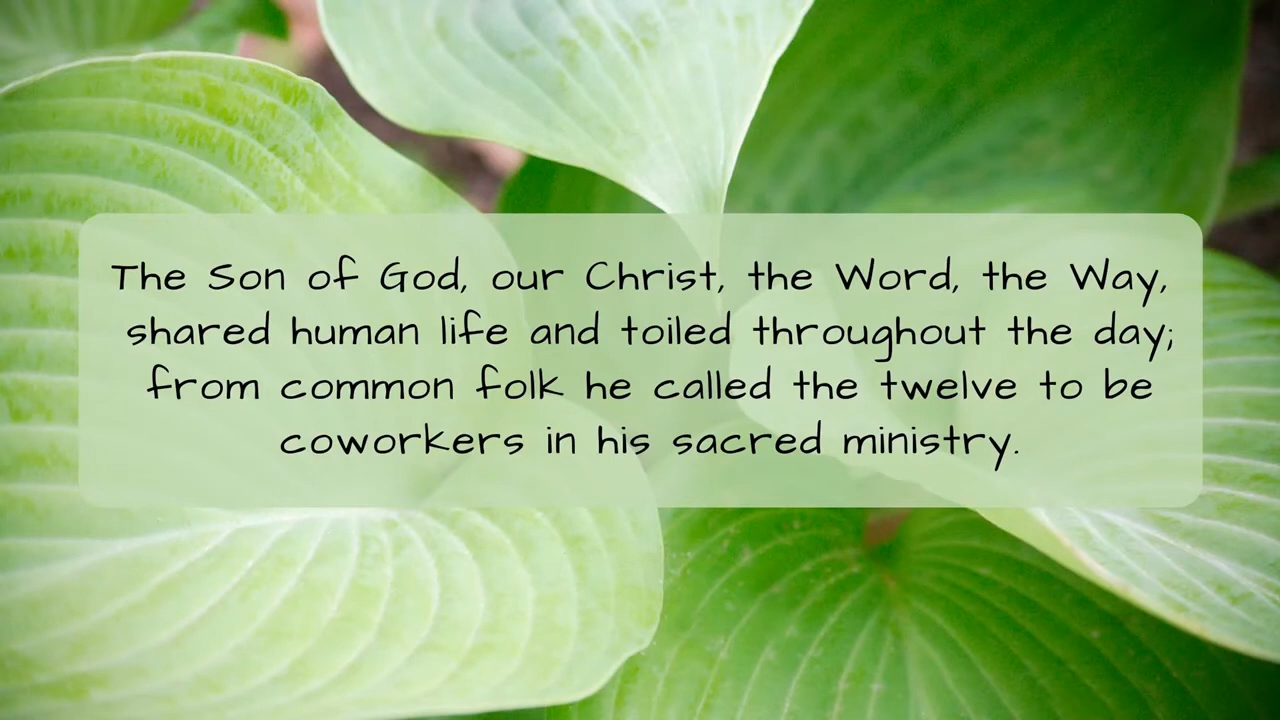 The Son of God, our Christ, the Word, the Way,
shared human life and toiled throughout the day;
from common folk he called the twelve to be
coworkers in his sacred ministry.